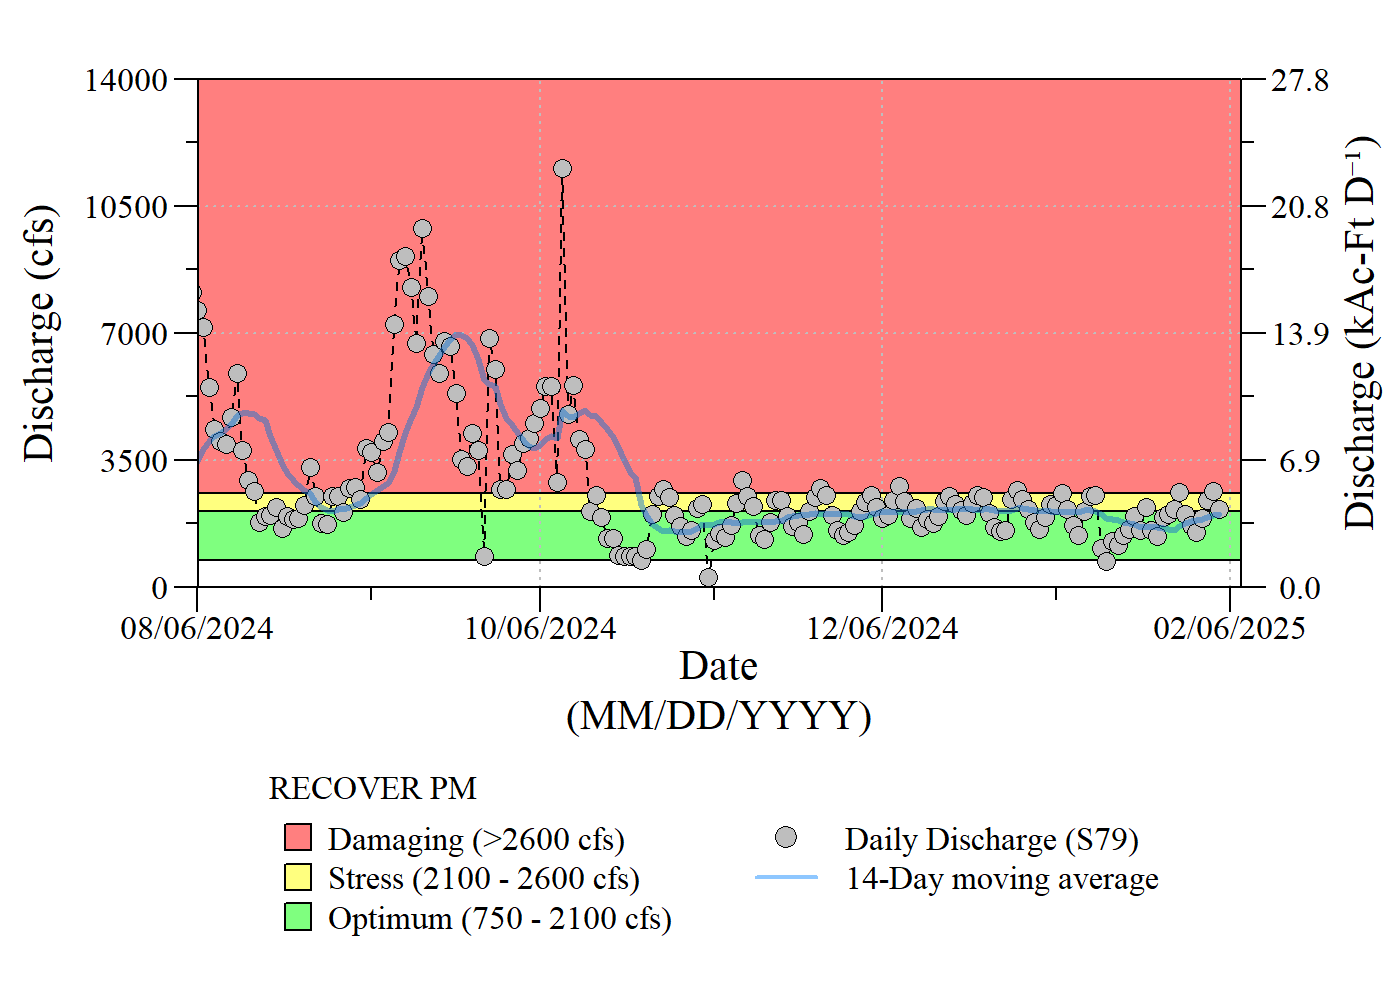 14000
10500
7000
3500
0
Discharge (cfs)
27.8
20.8
13.9
6.9
0.0
Discharge (kAc-Ft D⁻¹)
08/06/2024
10/06/2024
12/06/2024
02/06/2025
Date
(MM/DD/YYYY)
RECOVER PM
Damaging (>2600 cfs)
Stress (2100 - 2600 cfs)
Optimum (750 - 2100 cfs)
Daily Discharge (S79)
14-Day moving average